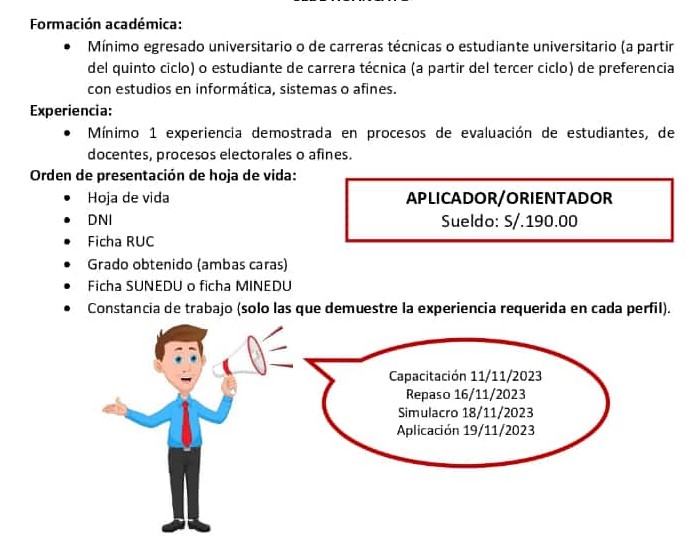 Formación académica:
• Mínimo egresado universitario o de carreras técnicas o estudiante universitario (a partir
del quinto ciclo) o estudiante de carrera técnica (a partir del tercer ciclo) de preferencia
con estudios en informática, sistemas o afines.
Experiencia:
• Mínimo 1 experiencia demostrada en procesos de evaluación de estudiantes, de
docentes, procesos electorales o afines.
Orden de presentación de hoja de vida:
• Hoja de vida
• DNI
• Ficha RUC
• Grado obtenido (ambas caras)
• Ficha SUNEDU o ficha MINEDU
• Constancia de trabajo (solo las que demuestre la experiencia requerida en cada perfil).
APLICADOR/ORIENTADOR
Sueldo: S/.190.00
Capacitación 11/11/2023
Repaso 16/11/2023
Simulacro 18/11/2023
Aplicación 19/11/2023